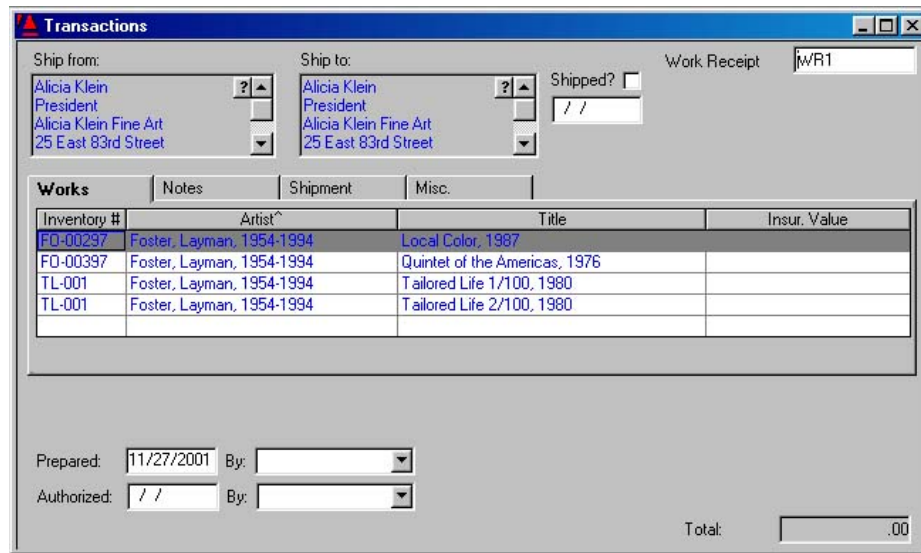 Transactions
Ship from:
Ship to:
Work Receipt
WR1
Alicia Klein
President
Alicia Klein Fine Art
25 East 83rd Street
?
Alicia Klein
President
Alicia Klein Fine Art
25 East 83rd Street
?
Shipped?
/ /
Works
Notes
Shipment
Misc.
Inventory # Artist^ Title Insur. Value
FO-00297 Foster, Layman, 1954-1994 Local Color, 1987
FO-00397 Foster, Layman, 1954-1994 Quintet of the Americas, 1976
TL-001 Foster, Layman, 1954-1994 Tailored Life 1/100, 1980
TL-001 Foster, Layman, 1954-1994 Tailored Life 2/100, 1980
Prepared: 11/27/2001 By:
Authorized: / / By:
Total: .00